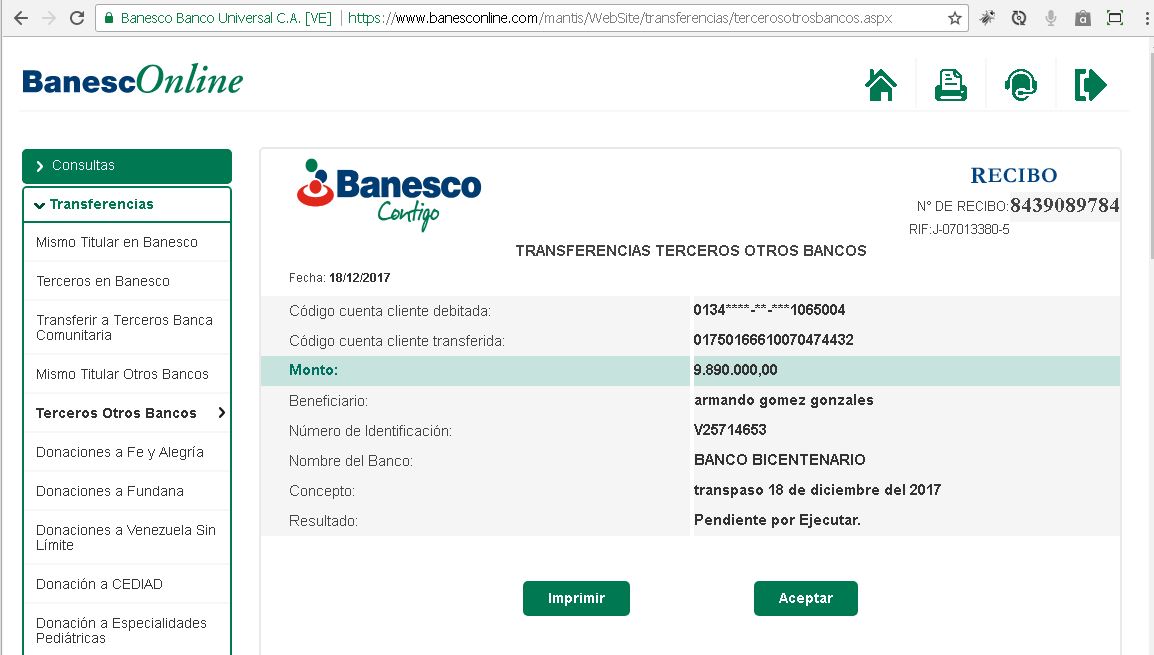 Banesco Banco Universal C.A. [VE] https://www.banesconline.com/mantis/WebSite/transferencias/tercerosotrosbancos.aspx
BanescOnline
Consultas
Transferencias
Mismo Titular en Banesco
Terceros en Banesco
Transferir a Terceros Banca
Comunitaria
Mismo Titular Otros Bancos
Terceros Otros Bancos
Donaciones a Fe y Alegría
Donaciones a Fundana
Donaciones a Venezuela Sin
Límite
Donación a CEDIAD
Donación a Especialidades
Pediátricas
Banesco
Contigo
RECIBO
N° DE RECIBO:8439089784
RIF:J-07013380-5
TRANSFERENCIAS TERCEROS OTROS BANCOS
Fecha: 18/12/2017
Código cuenta cliente debitada: 0134****-**-***1065004
Código cuenta cliente transferida: 01750166610070474432
Monto: 9.890.000,00
Beneficiario: armando gomez gonzales
Número de Identificación: V25714653
Nombre del Banco: BANCO BICENTENARIO
Concepto: transpaso 18 de diciembre del 2017
Resultado: Pendiente por Ejecutar.
Imprimir Aceptar